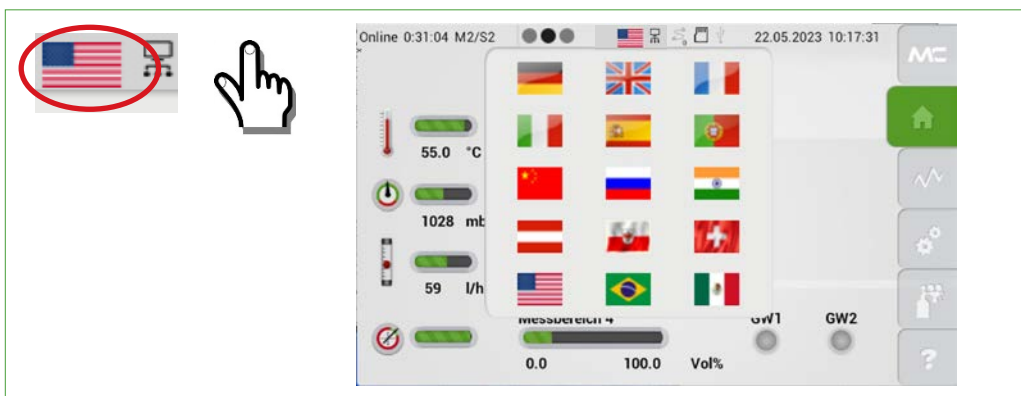 Online 0:31:04 M2/S2
22.05.2023 10:17:31
MC
55.0 °C
1028 mb
59 l/h
Messbereich 4
GW1
GW2
0.0
100.0
Vol%
?